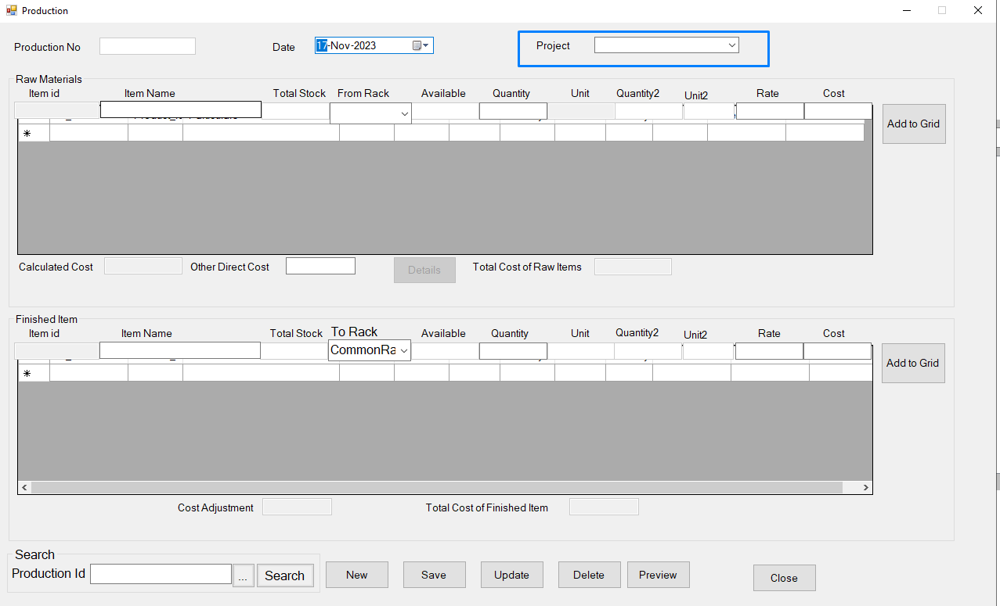 Production
Production No
Date 17-Nov-2023
Project
Raw Materials
Item id Item Name Total Stock From Rack Available Quantity Unit Quantity2 Unit2 Rate Cost
Add to Grid
Calculated Cost Other Direct Cost Details Total Cost of Raw Items
Finished Item
Item id Item Name Total Stock To Rack Available Quantity Unit Quantity2 Unit2 Rate Cost
CommonRa
Add to Grid
Cost Adjustment Total Cost of Finished Item
Search
Production Id ... Search New Save Update Delete Preview Close